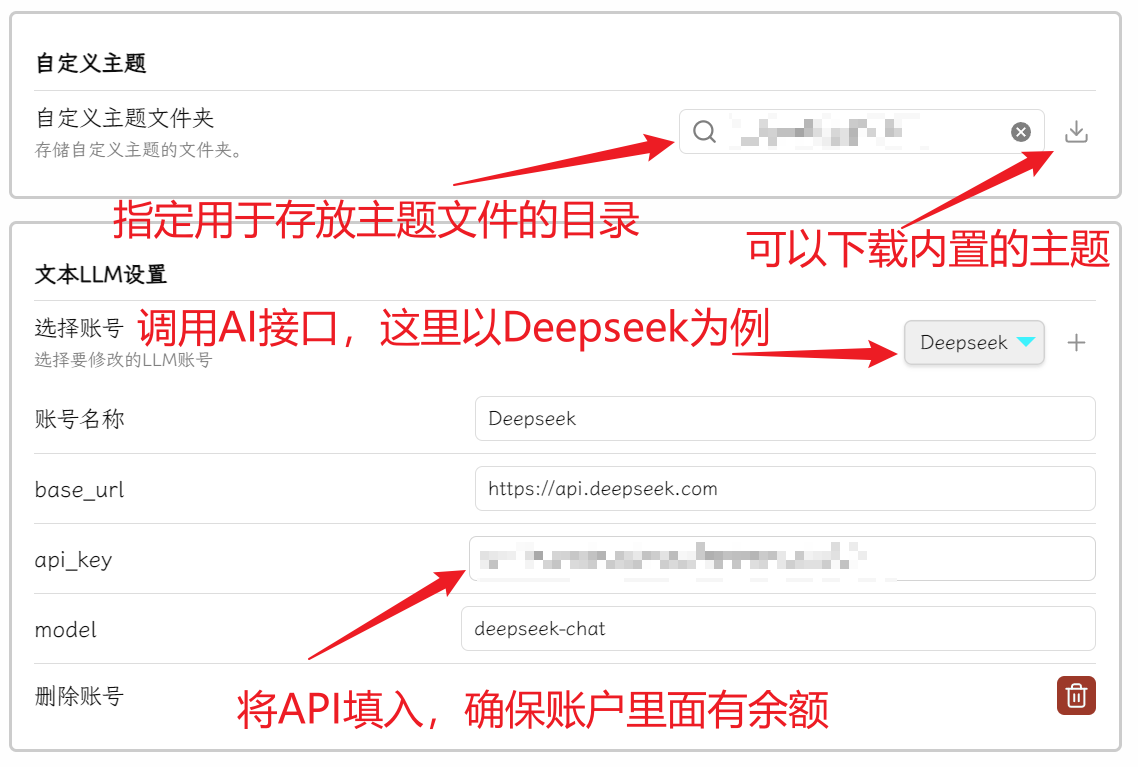 自定义主题
自定义主题文件夹
存储自定义主题的文件夹。
指定用于存放主题文件的目录
可以下载内置的主题
文本LLM设置
选择账号
调用AI接口，这里以Deepseek为例
选择要修改的LLM账号
Deepseek
账号名称
Deepseek
base_url
https://api.deepseek.com
api_key
model
deepseek-chat
删除账号
将API填入，确保账户里面有余额